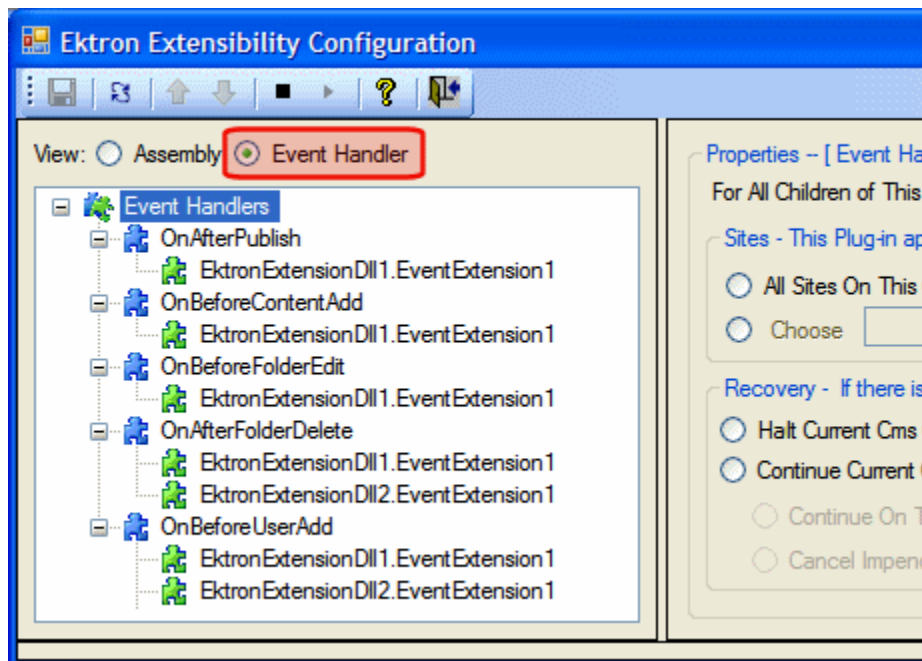 Ektron Extensibility Configuration
View: Assembly Event Handler
Event Handlers
OnAfterPublish
EktronExtensionDll1.EventExtension1
OnBeforeContentAdd
EktronExtensionDll1.EventExtension1
OnBeforeFolderEdit
EktronExtensionDll1.EventExtension1
OnAfterFolderDelete
EktronExtensionDll1.EventExtension1
EktronExtensionDll2.EventExtension1
OnBeforeUserAdd
EktronExtensionDll1.EventExtension1
EktronExtensionDll2.EventExtension1
Properties -- [ Event Ha
For All Children of This
Sites - This Plug-in ap
All Sites On This
Choose
Recovery - If there is
Halt Current Cms
Continue Current
Continue On T
Cancel Impend